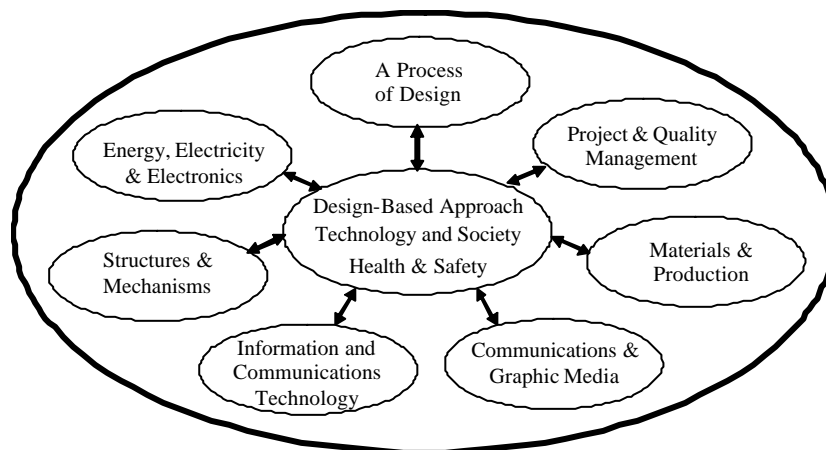 A Process
of Design
Project & Quality
Management
Energy, Electricity
& Electronics
Design-Based Approach
Technology and Society
Health & Safety
Structures &
Mechanisms
Materials &
Production
Information and
Communications
Technology
Communications &
Graphic Media